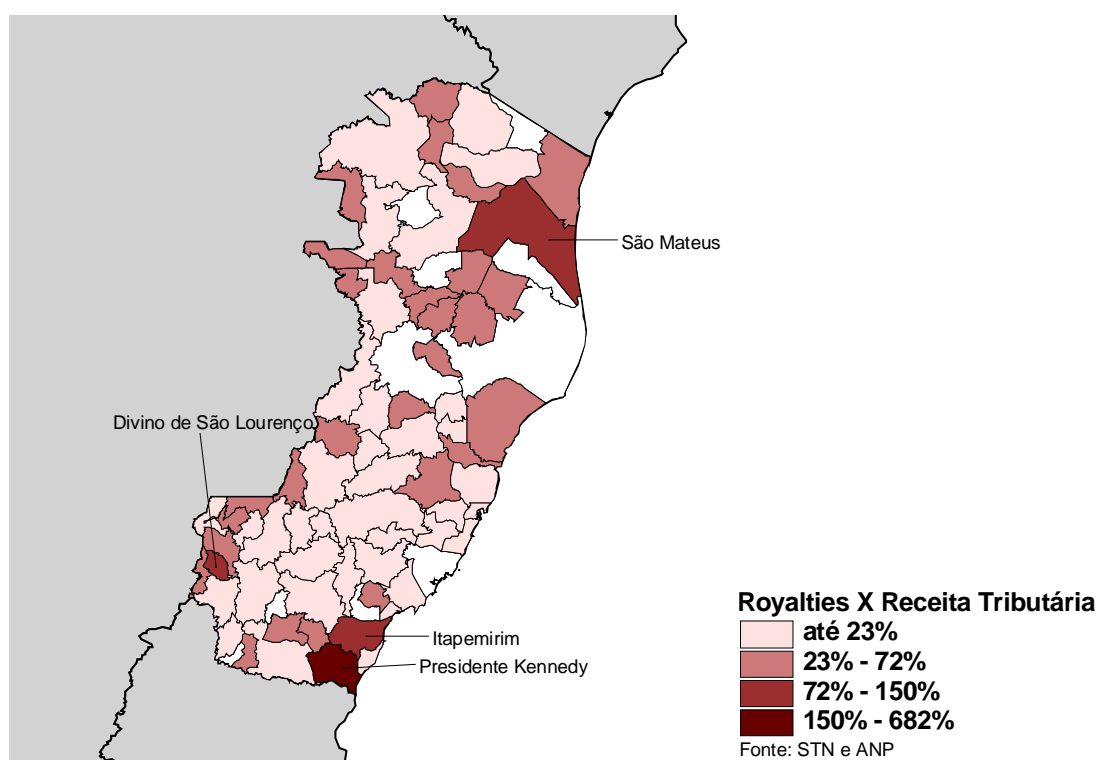 São Mateus
Divino de São Lourenço
Itapemirim
Presidente Kennedy
Royalties X Receita Tributária
até 23%
23% - 72%
72% - 150%
150% - 682%
Fonte: STN e ANP